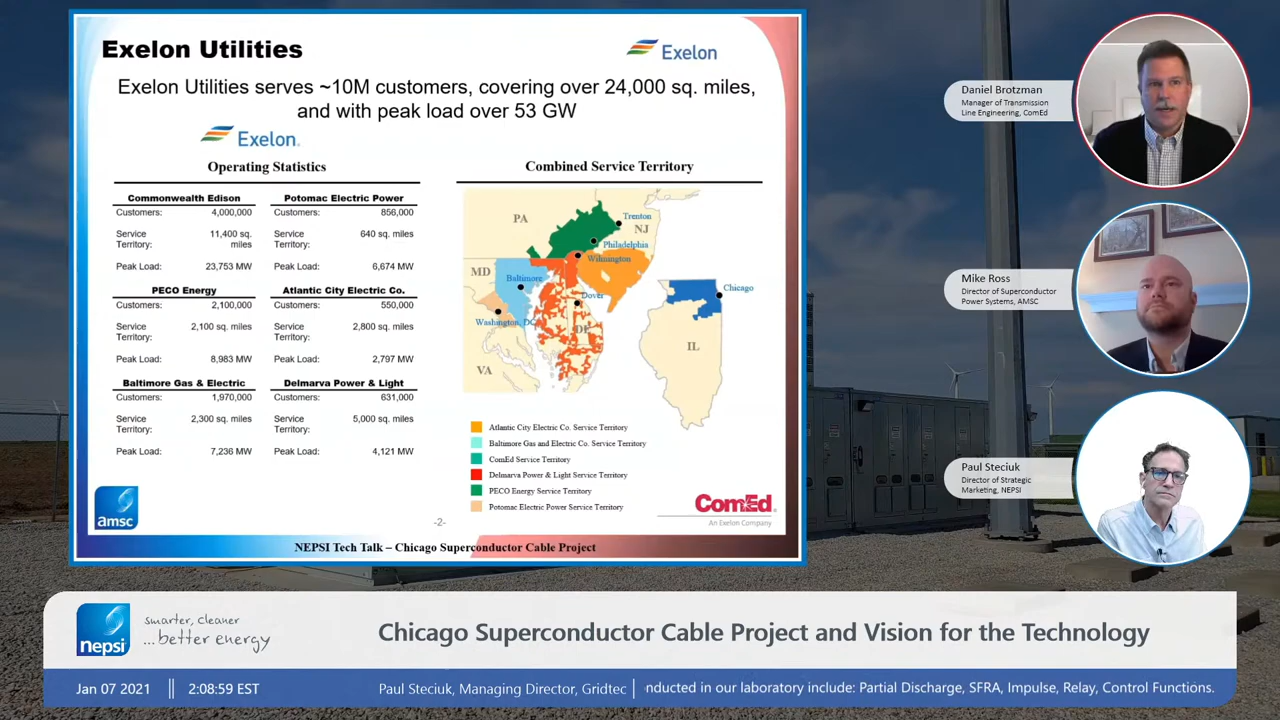 Exelon Utilities
Exelon
Exelon Utilities serves ~10M customers, covering over 24,000 sq. miles,
and with peak load over 53 GW
Exelon.
Operating Statistics
Commonwealth Edison
Customers: 4,000,000
Service Territory: 11,400 sq. miles
Peak Load: 23,753 MW
Potomac Electric Power
Customers: 856,000
Service Territory: 640 sq. miles
Peak Load: 6,674 MW
PECO Energy
Customers: 2,100,000
Service Territory: 2,100 sq. miles
Peak Load: 8,983 MW
Atlantic City Electric Co.
Customers: 550,000
Service Territory: 2,800 sq. miles
Peak Load: 2,797 MW
Baltimore Gas & Electric
Customers: 1,970,000
Service Territory: 2,300 sq. miles
Peak Load: 7,236 MW
Delmarva Power & Light
Customers: 631,000
Service Territory: 5,000 sq. miles
Peak Load: 4,121 MW
Combined Service Territory
PA
Trenton
NJ
Philadelphia
Wilmington
MD
Baltimore
Dover
Washington, DC
DE
VA
Chicago
IL
Atlantic City Electric Co. Service Territory
Baltimore Gas and Electric Co. Service Territory
ComEd Service Territory
Delmarva Power & Light Service Territory
PECO Energy Service Territory
Potomac Electric Power Service Territory
amsc
-2-
ComEd
An Exelon Company
NEPSI Tech Talk – Chicago Superconductor Cable Project
Daniel Brotzman
Manager of Transmission
Line Engineering, ComEd
Mike Ross
Director of Superconductor
Power Systems, AMSC
Paul Steciuk
Director of Strategic
Marketing, NEPSI
nepsi
smarter, cleaner
...better energy
Chicago Superconductor Cable Project and Vision for the Technology
Jan 07 2021 2:08:59 EST
Paul Steciuk, Managing Director, Gridtec
nducted in our laboratory include: Partial Discharge, SFRA, Impulse, Relay, Control Functions.